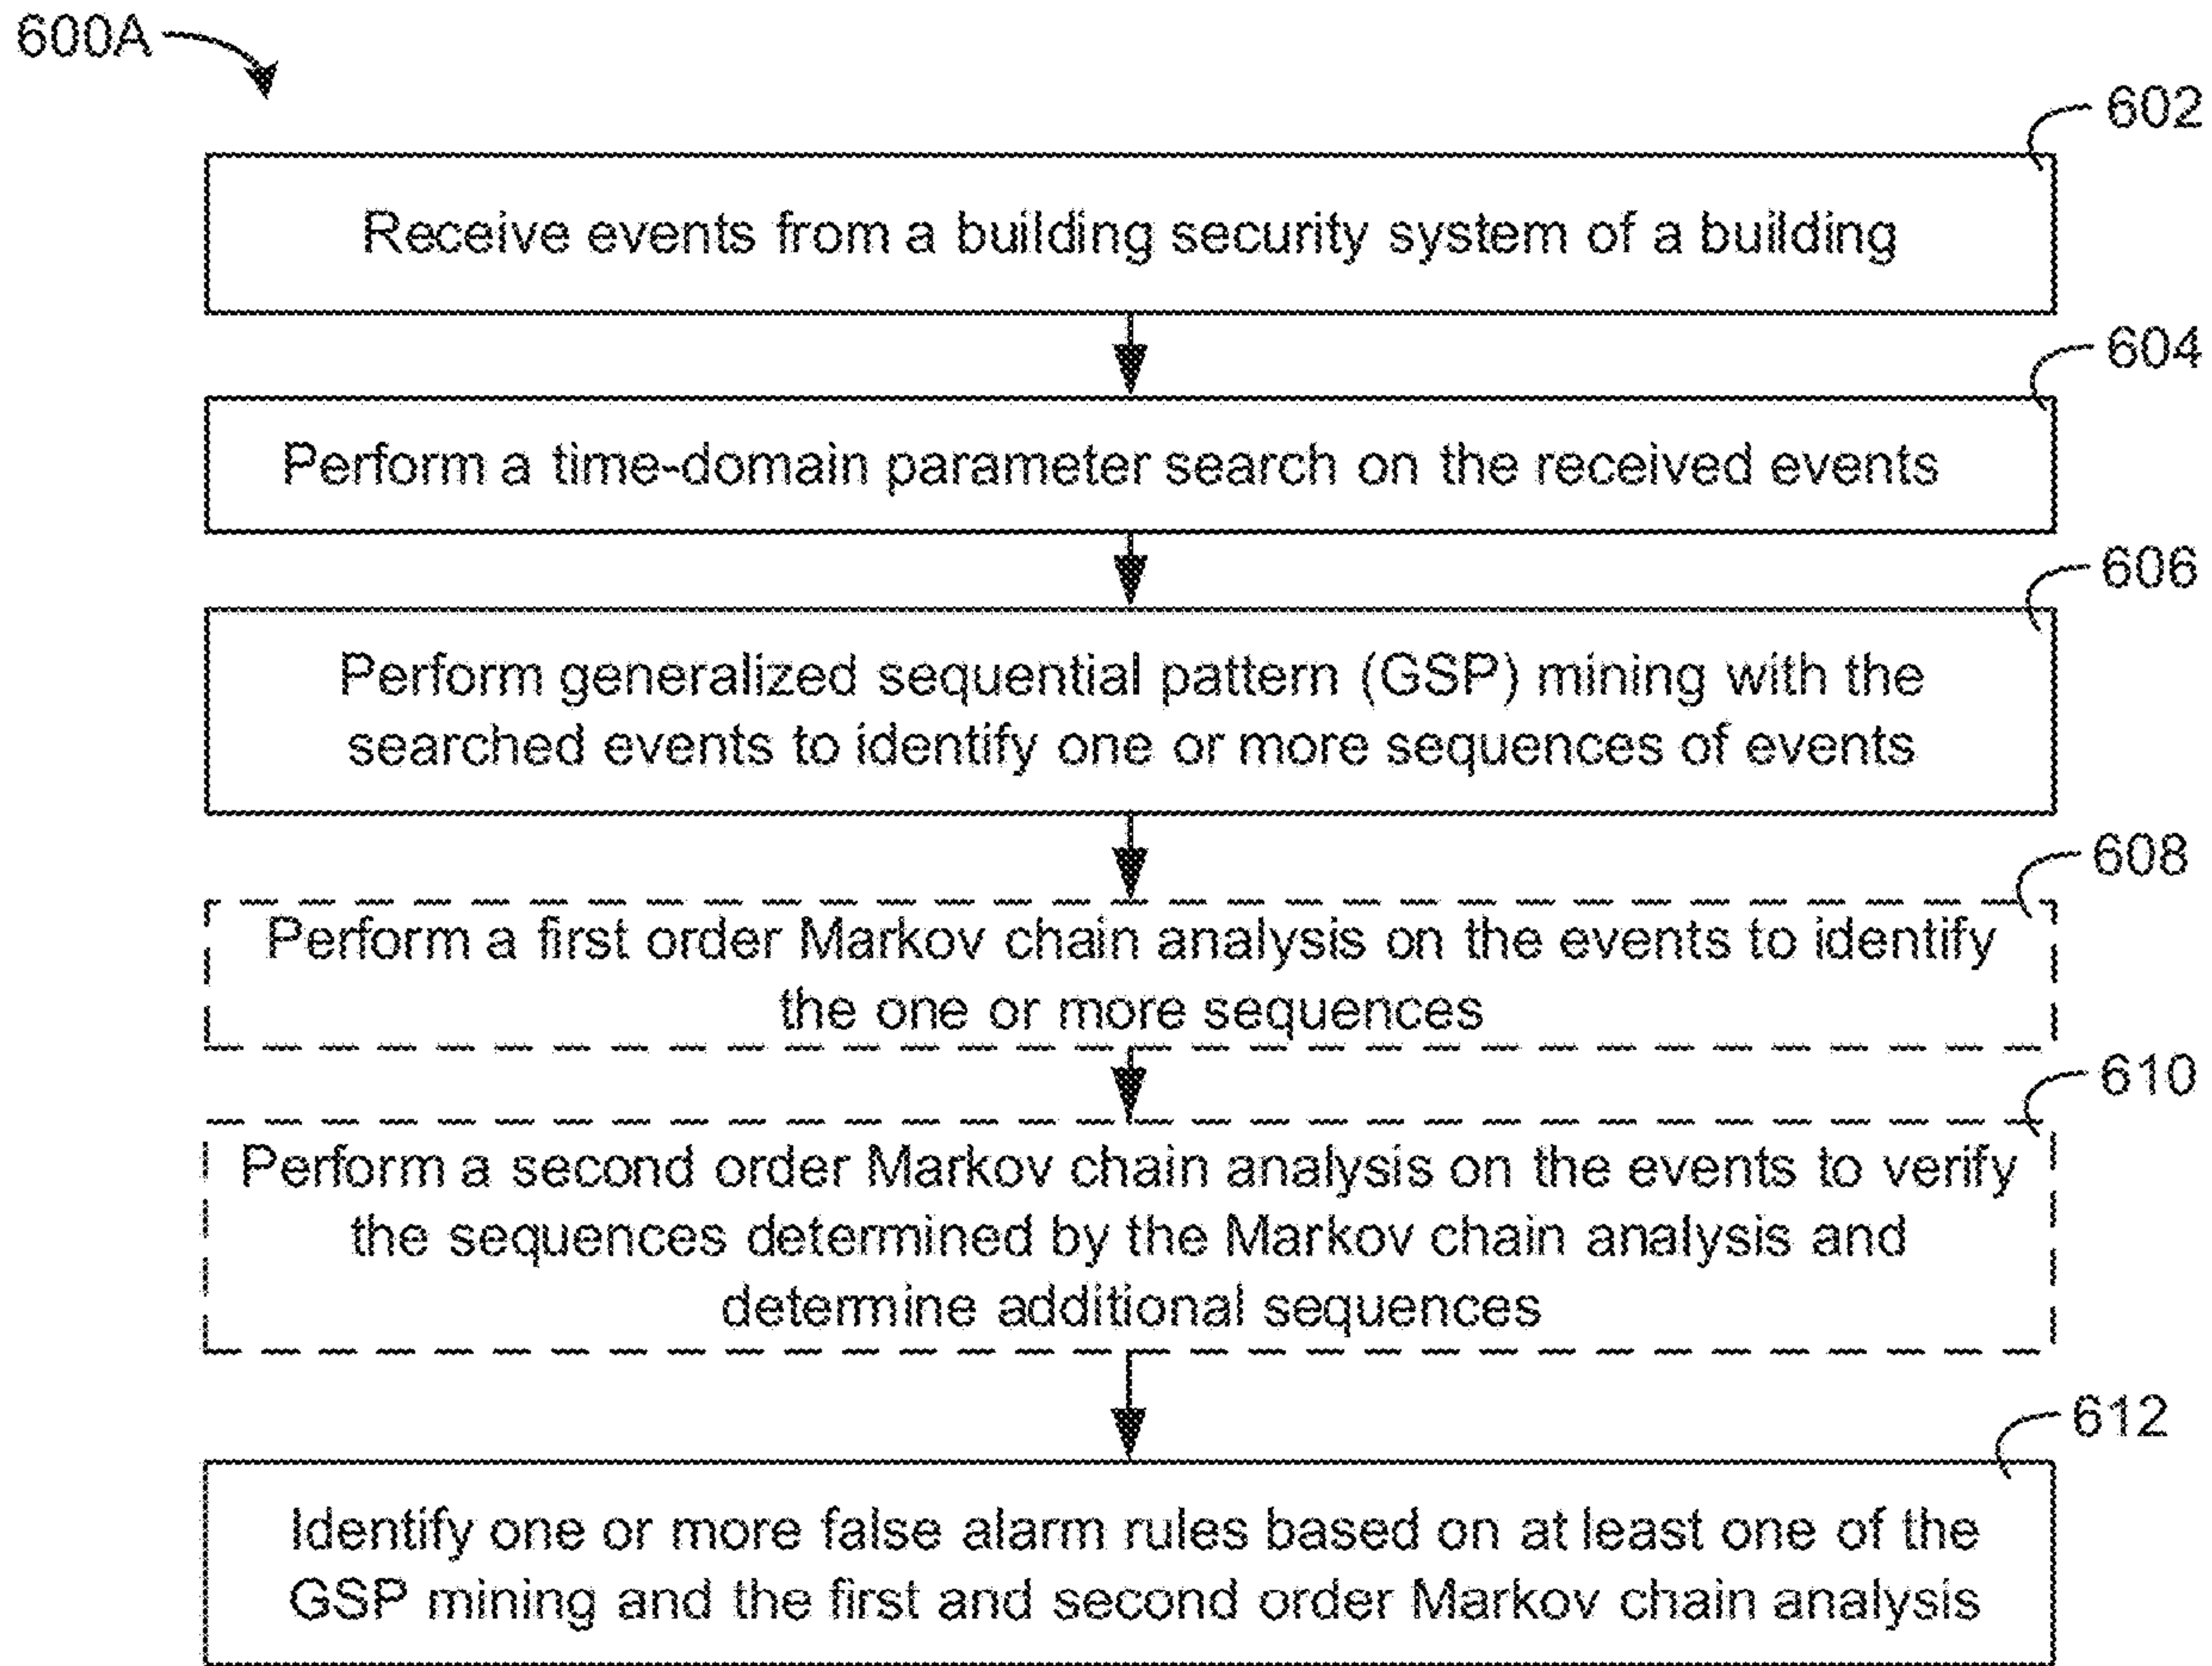 600A
602
Receive events from a building security system of a building
604
Perform a time-domain parameter search on the received events
606
Perform generalized sequential pattern (GSP) mining with the
searched events to identify one or more sequences of events
608
Perform a first order Markov chain analysis on the events to identify
the one or more sequences
610
Perform a second order Markov chain analysis on the events to verify
the sequences determined by the Markov chain analysis and
determine additional sequences
612
Identify one or more false alarm rules based on at least one of the
GSP mining and the first and second order Markov chain analysis